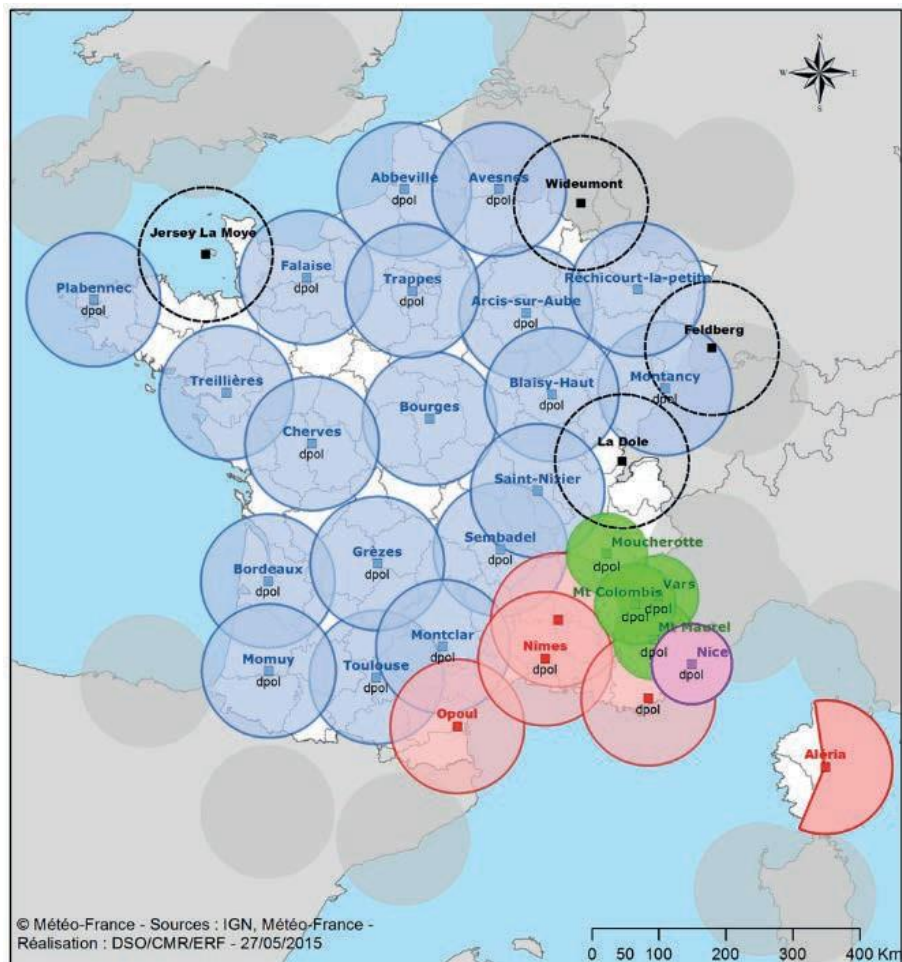 N
W E
S
Abbeville
dpol
Avesnes
dpol
Wideumont
Jersey La Moye
Falaise
dpol
Trappes
dpol
Réchicourt-la-petite
Plabennec
dpol
Arcis-sur-Aube
dpol
Feldberg
Treillières
Blaisy-Haut
dpol
Montancy
dpol
Bourges
Cherves
dpol
La Dole
Saint-Nizier
Sembadel
dpol
Moucherotte
dpol
Grèzes
dpol
Bordeaux
dpol
Mt Colombis
dpol
Vars
dpol
Mt Maurel
dpol
Montclar
dpol
Nîmes
dpol
Nice
dpol
Momuy
dpol
Toulouse
dpol
dpol
Opoul
Aléria
© Météo-France - Sources : IGN, Météo-France -
Réalisation : DSO/CMR/ERF - 27/05/2015
0 50 100 200 300 400 Km